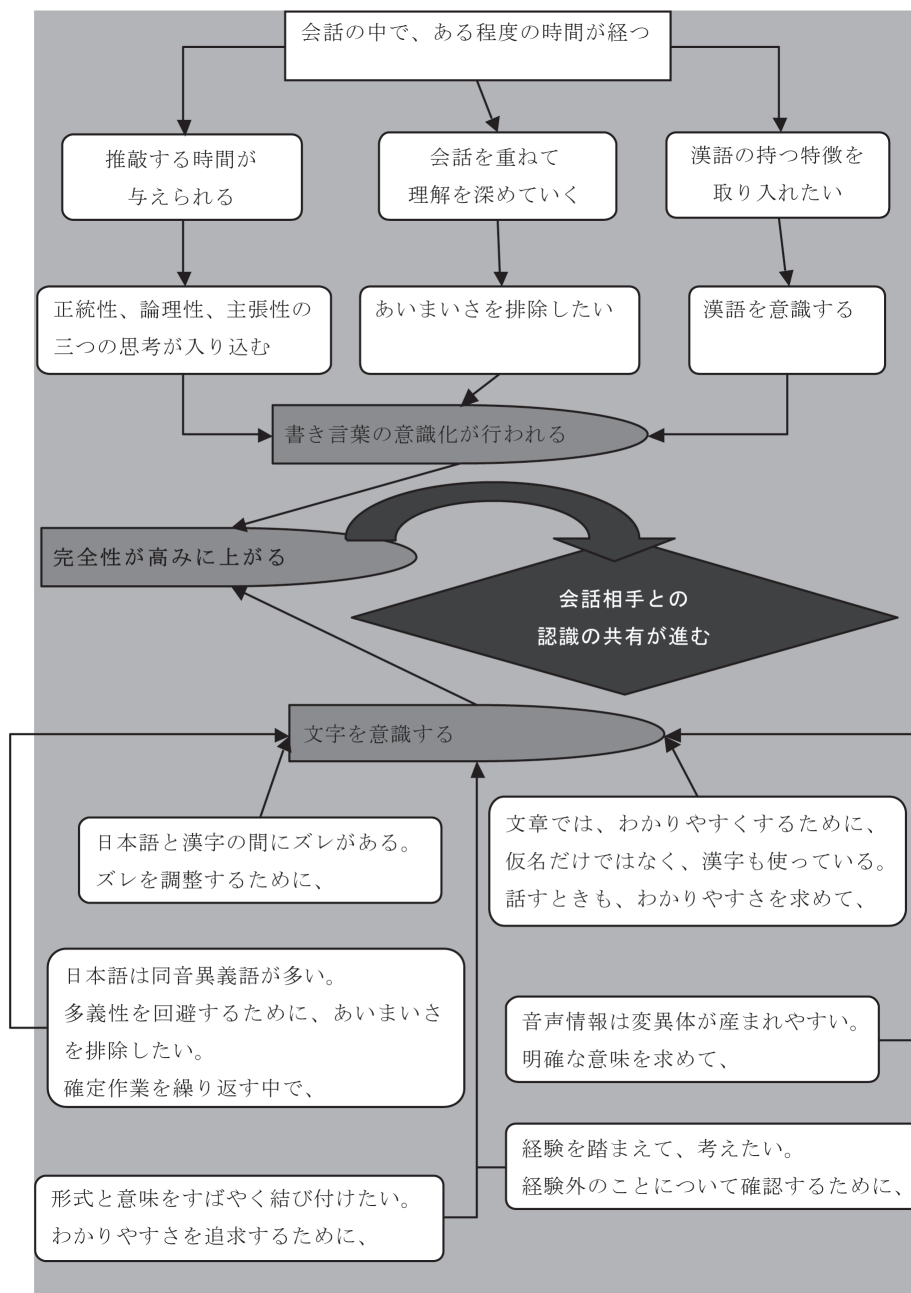 会話の中で、ある程度の時間が経つ
推敲する時間が
与えられる
会話を重ねて
理解を深めていく
漢語の持つ特徴を
取り入れたい
正統性、論理性、主張性の
三つの思考が入り込む
あいまいさを排除したい
漢語を意識する
書き言葉の意識化が行われる
完全性が高みに上がる
会話相手との
認識の共有が進む
文字を意識する
日本語と漢字の間にズレがある。
ズレを調整するために、
文章では、わかりやすくするために、
仮名だけではなく、漢字も使っている。
話すときも、わかりやすさを求めて、
日本語は同音異義語が多い。
多義性を回避するために、あいまいさ
を排除したい。
確定作業を繰り返す中で、
音声情報は変異体が産まれやすい。
明確な意味を求めて、
経験を踏まえて、考えたい。
経験外のことについて確認するために、
形式と意味をすばやく結び付けたい。
わかりやすさを追求するために、